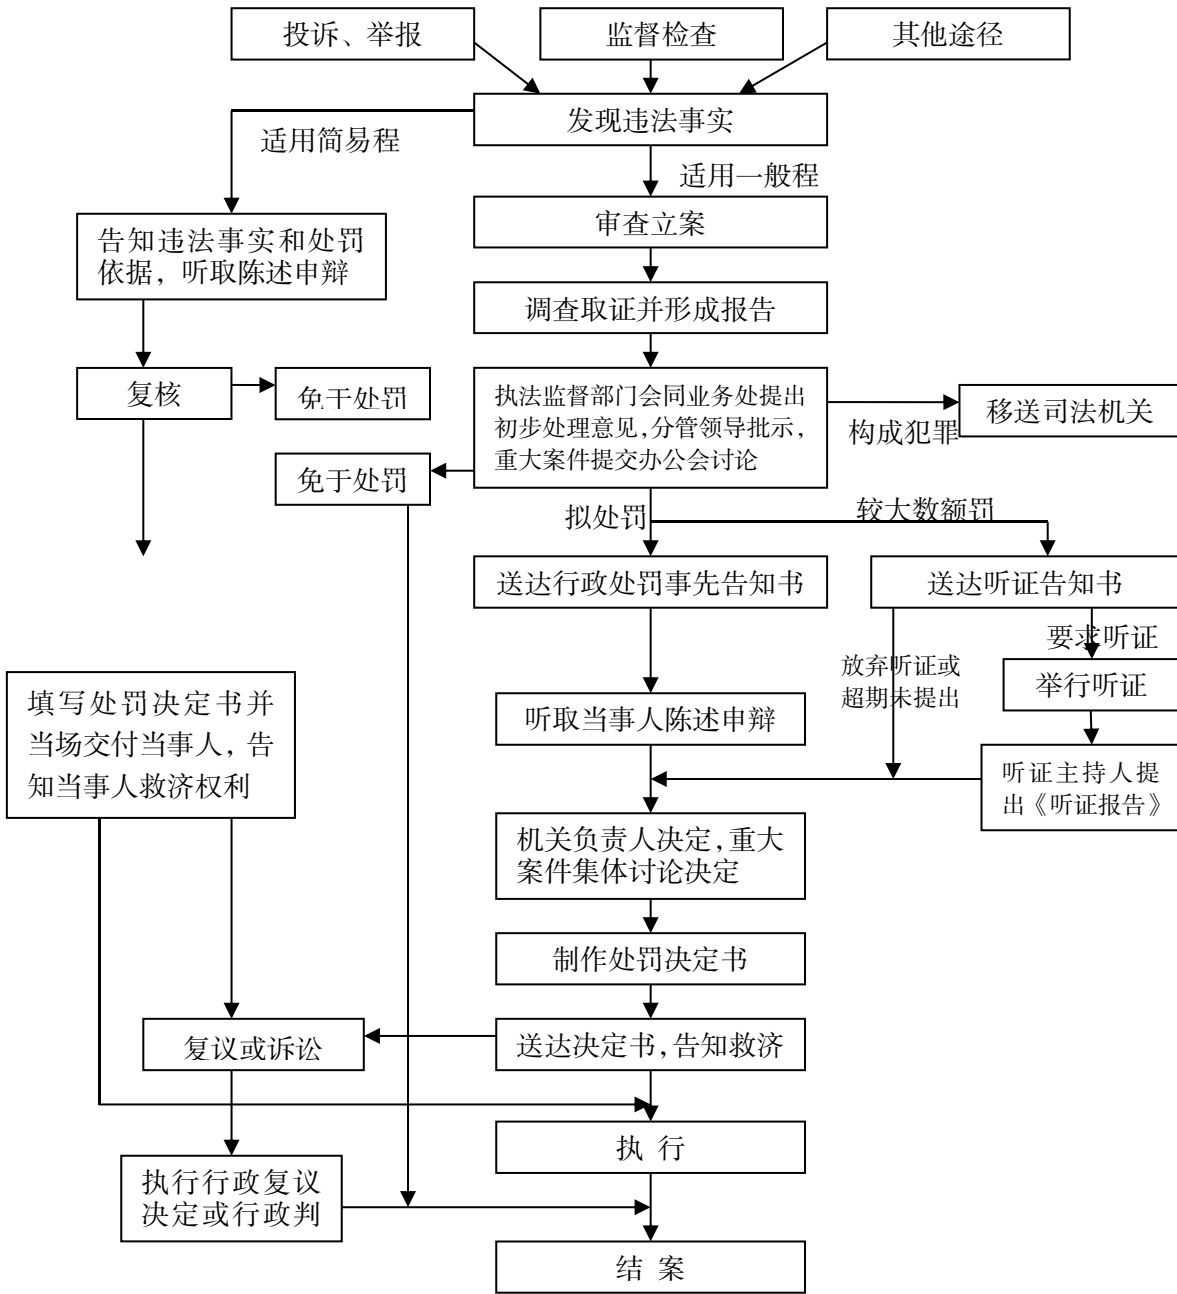 投诉、举报
监督检查
其他途径
发现违法事实
适用简易程
适用一般程
审查立案
告知违法事实和处罚
依据，听取陈述申辩
调查取证并形成报告
复核
免于处罚
执法监督部门会同业务处提出
初步处理意见，分管领导批示，
重大案件提交办公会讨论
移送司法机关
构成犯罪
免于处罚
拟处罚
较大数额罚
送达行政处罚事先告知书
送达听证告知书
要求听证
放弃听证或
超期未提出
举行听证
填写处罚决定书并
当场交付当事人，告
知当事人救济权利
听取当事人陈述申辩
听证主持人提
出《听证报告》
机关负责人决定，重大
案件集体讨论决定
制作处罚决定书
复议或诉讼
送达决定书，告知救济
执 行
执行行政复议
决定或行政判
结 案